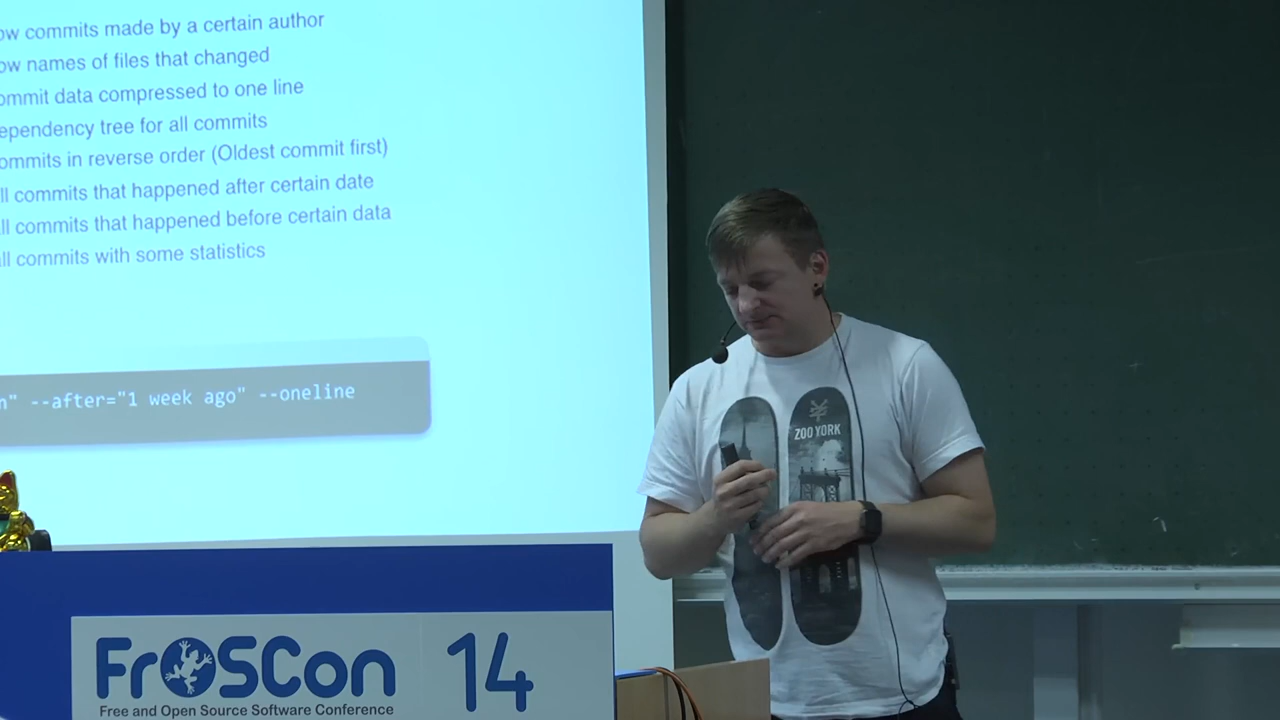 ow commits made by a certain author
ow names of files that changed
ommit data compressed to one line
ependency tree for all commits
ommits in reverse order (Oldest commit first)
ll commits that happened after certain date
ll commits that happened before certain data
ll commits with some statistics
n" --after="1 week ago" --oneline
ZOO YORK
FrOSCon 14
Free and Open Source Software Conference